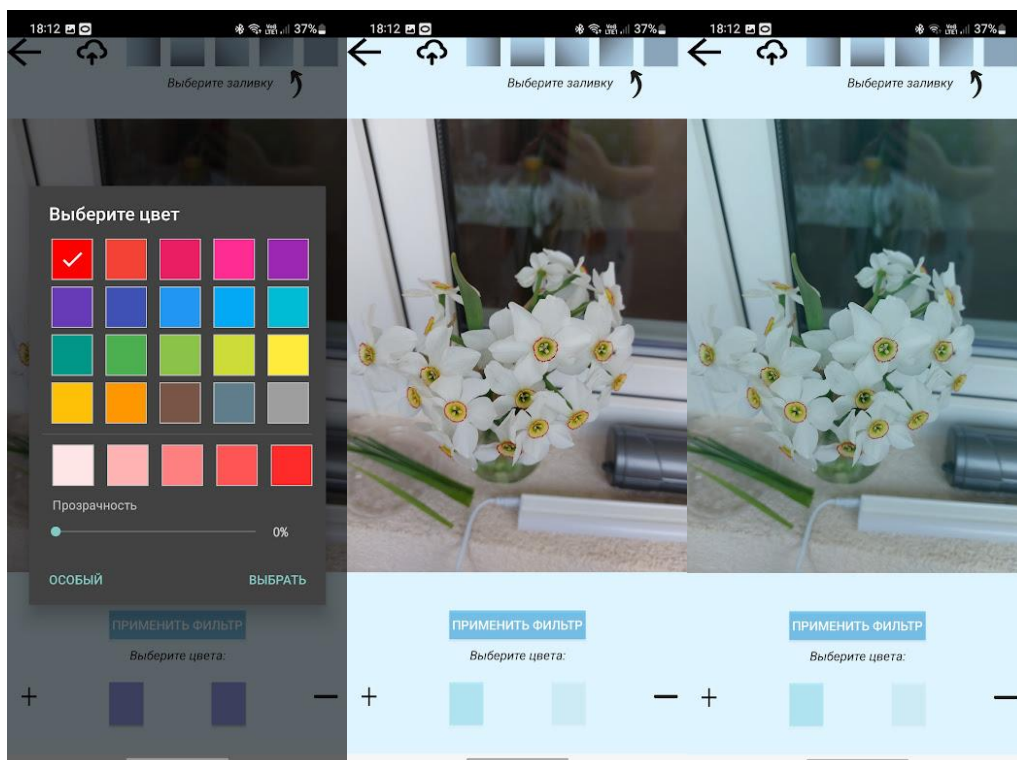 18:12 37%
Выберите заливку
Выберите цвет
Прозрачность
0%
ОСОБЫЙ ВЫБРАТЬ
ПРИМЕНИТЬ ФИЛЬТР
Выберите цвета:
+ −
18:12 37%
Выберите заливку
ПРИМЕНИТЬ ФИЛЬТР
Выберите цвета:
+ −
18:12 37%
Выберите заливку
ПРИМЕНИТЬ ФИЛЬТР
Выберите цвета:
+ −